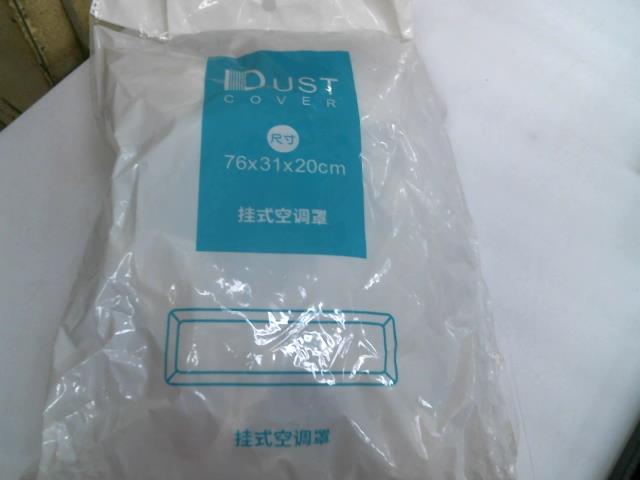 DUST
COVER
尺寸
76x31x20cm
挂式空调罩
挂式空调罩